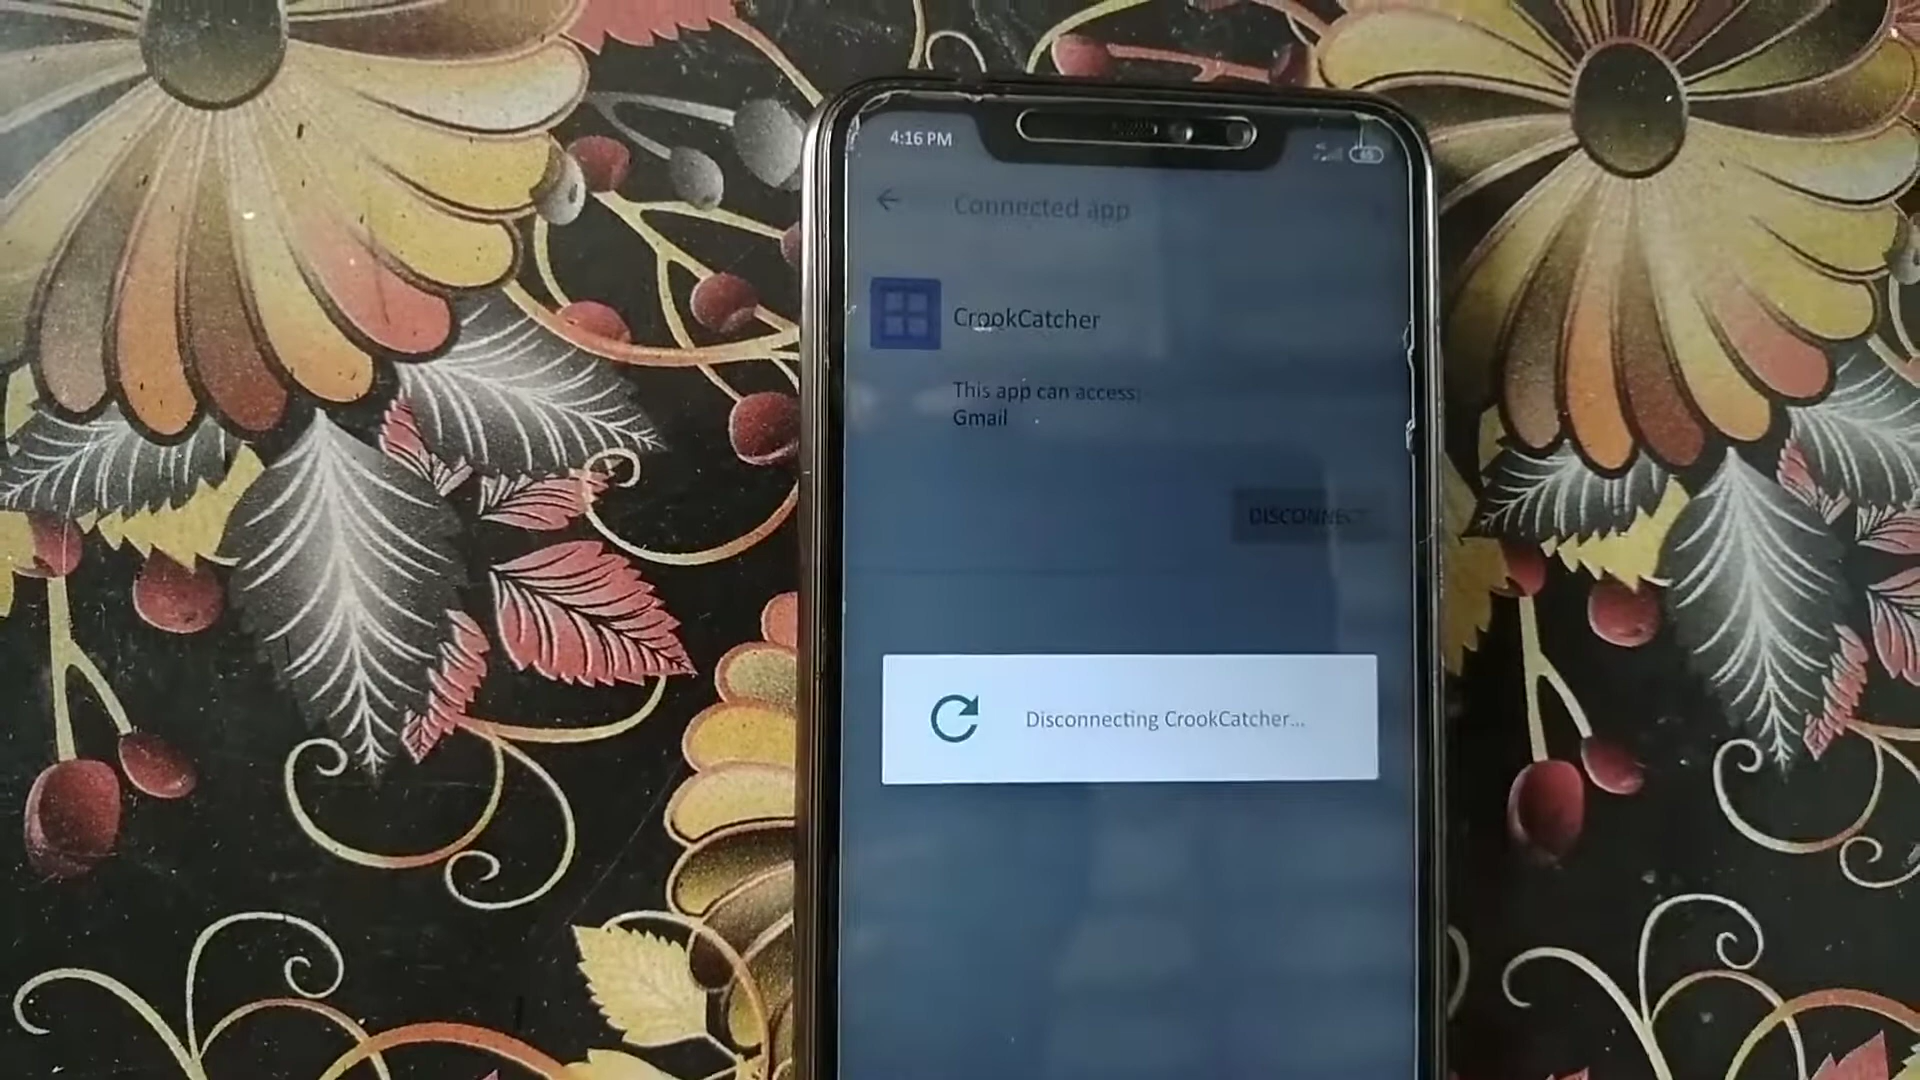 4:16 PM
Connected app
CrookCatcher
This app can access:
Gmail
DISCONNECT
Disconnecting CrookCatcher...